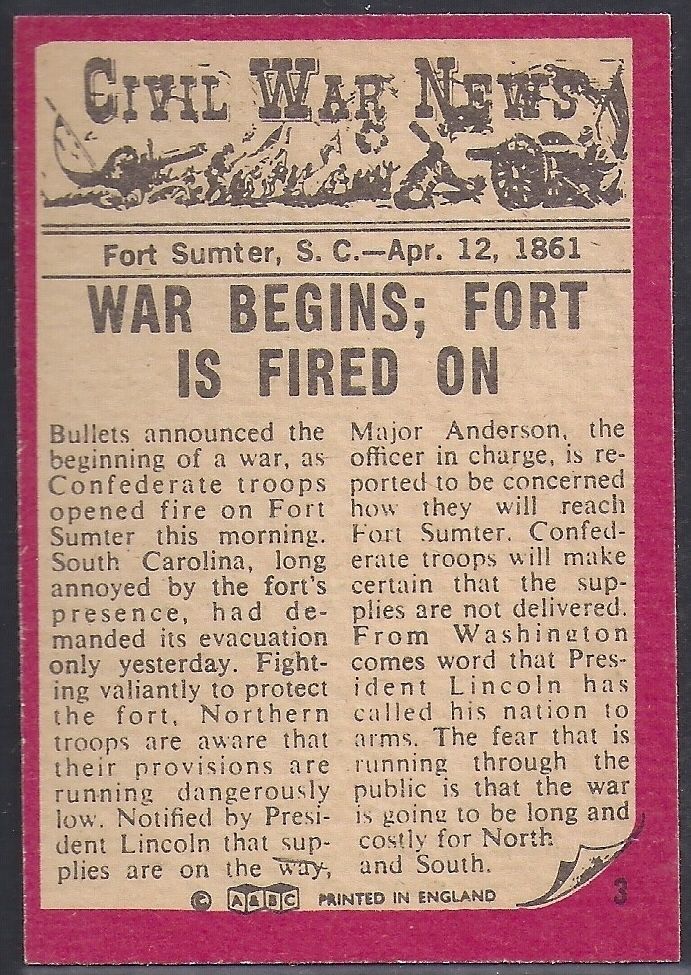 CIVIL WAR NEWS
Fort Sumter, S. C.—Apr. 12, 1861
WAR BEGINS; FORT
IS FIRED ON
Bullets announced the
beginning of a war, as
Confederate troops
opened fire on Fort
Sumter this morning.
South Carolina, long
annoyed by the fort's
presence, had de-
manded its evacuation
only yesterday. Fight-
ing valiantly to protect
the fort, Northern
troops are aware that
their provisions are
running dangerously
low. Notified by Presi-
dent Lincoln that sup-
plies are on the way,
Major Anderson, the
officer in charge, is re-
ported to be concerned
how they will reach
Fort Sumter. Confed-
erate troops will make
certain that the sup-
plies are not delivered.
From Washington
comes word that Pres-
ident Lincoln has
called his nation to
arms. The fear that is
running through the
public is that the war
is going to be long and
costly for North
and South.
© A&BC PRINTED IN ENGLAND
3